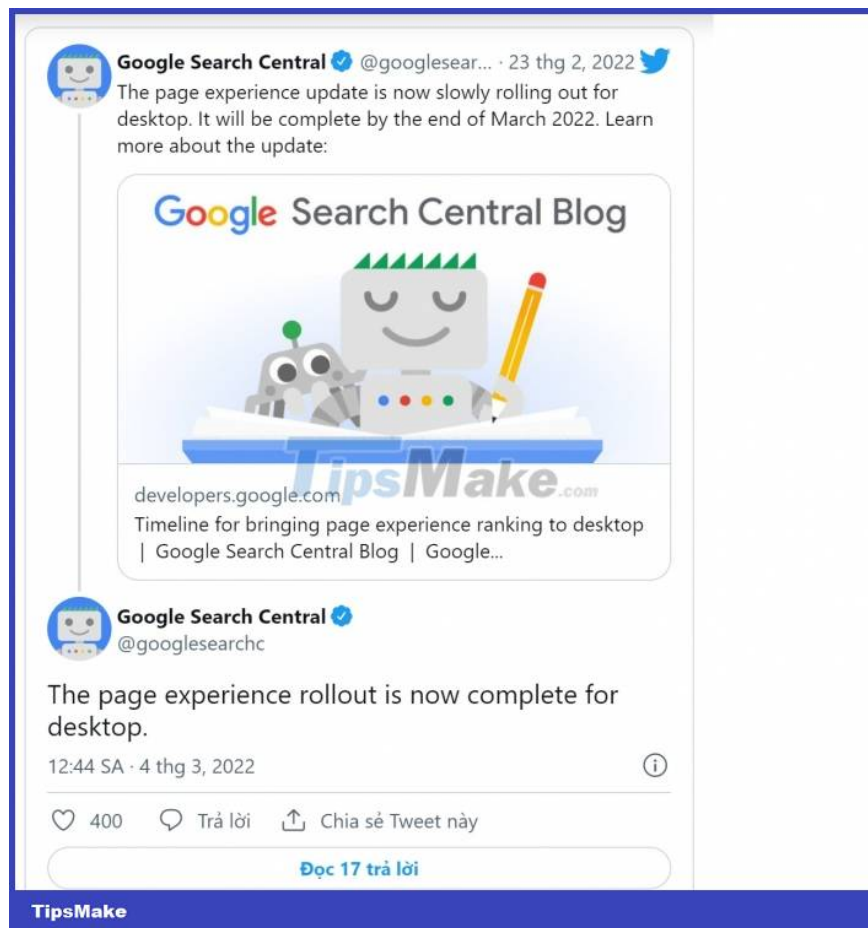 Google Search Central @googlesear... · 23 thg 2, 2022
The page experience update is now slowly rolling out for
desktop. It will be complete by the end of March 2022. Learn
more about the update:
Google Search Central Blog
TipsMake.com
developers.google.com
Timeline for bringing page experience ranking to desktop
| Google Search Central Blog | Google...
Google Search Central
@googlesearchc
The page experience rollout is now complete for
desktop.
12:44 SA · 4 thg 3, 2022
400 Trả lời Chia sẻ Tweet này
Đọc 17 trả lời
TipsMake